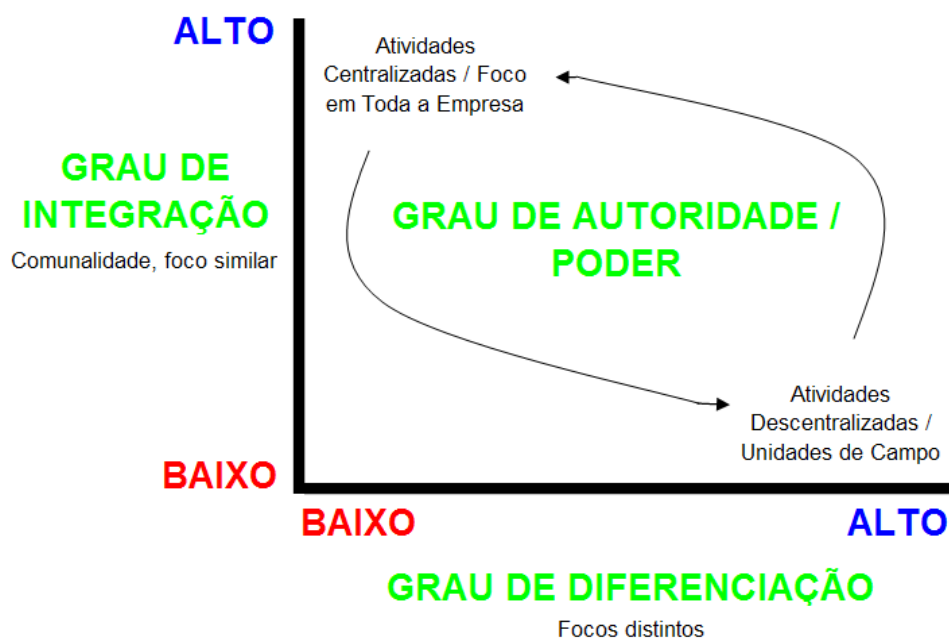 ALTO
Atividades
Centralizadas / Foco
em Toda a Empresa
GRAU DE
INTEGRAÇÃO
Comunalidade, foco similar
GRAU DE AUTORIDADE /
PODER
Atividades
Descentralizadas /
Unidades de Campo
BAIXO
BAIXO
ALTO
GRAU DE DIFERENCIAÇÃO
Focos distintos